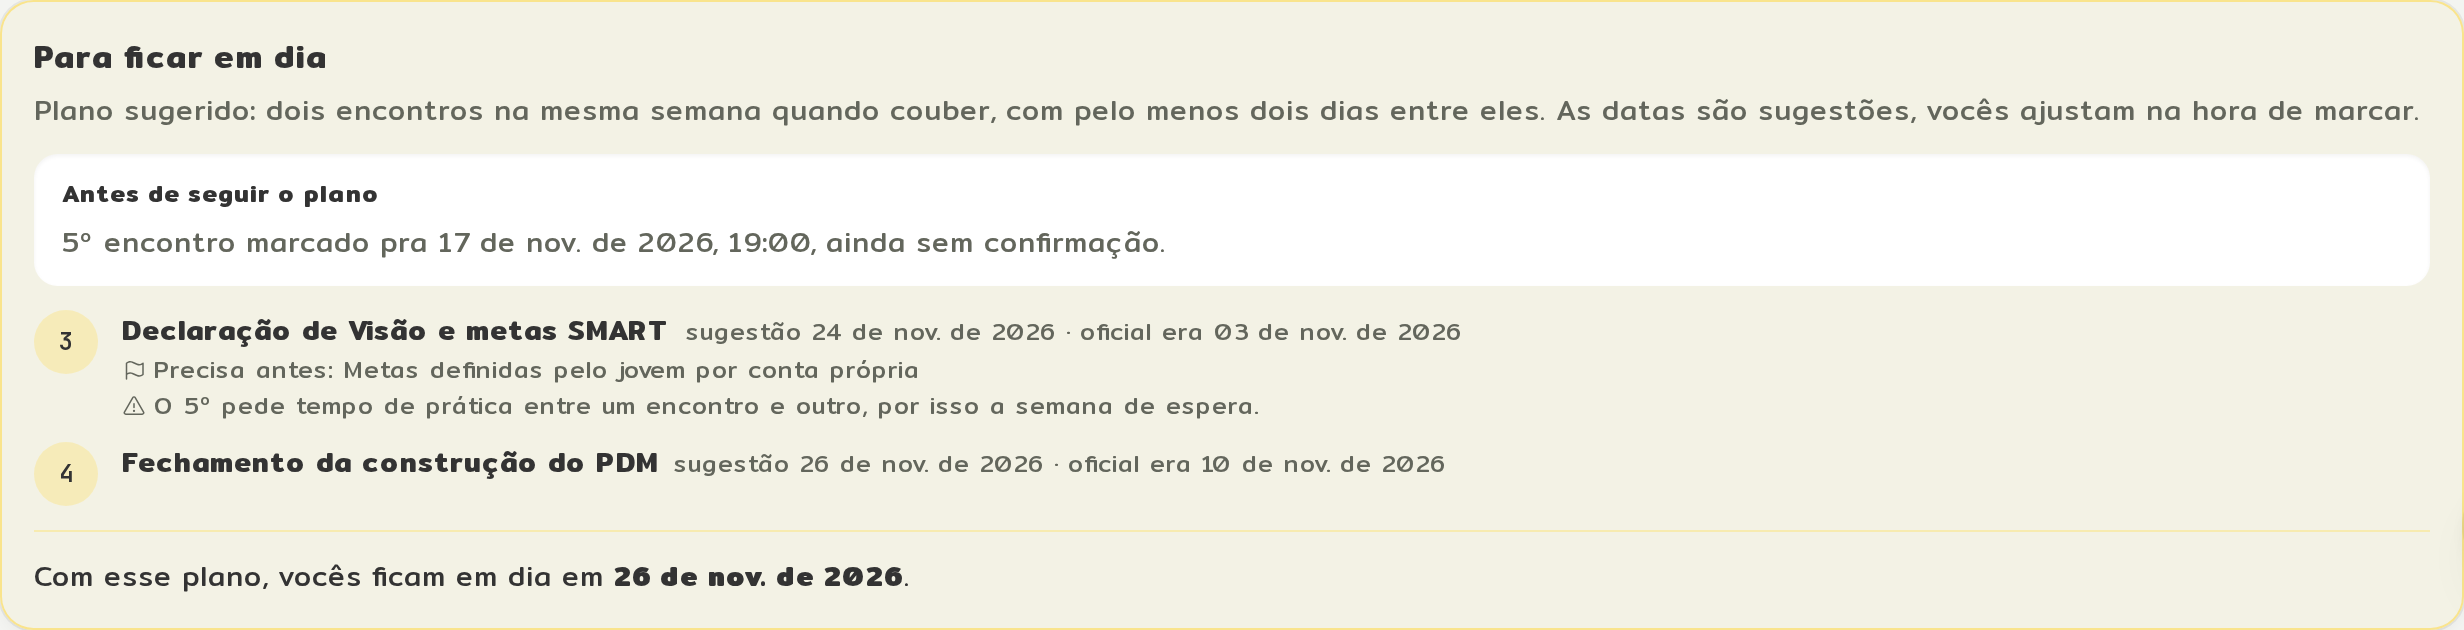 Para ficar em dia
Plano sugerido: dois encontros na mesma semana quando couber, com pelo menos dois dias entre eles. As datas são sugestões, vocês ajustam na hora de marcar.
Antes de seguir o plano
5º encontro marcado pra 17 de nov. de 2026, 19:00, ainda sem confirmação.
3 Declaração de Visão e metas SMART sugestão 24 de nov. de 2026 · oficial era 03 de nov. de 2026
Precisa antes: Metas definidas pelo jovem por conta própria
O 5º pede tempo de prática entre um encontro e outro, por isso a semana de espera.
4 Fechamento da construção do PDM sugestão 26 de nov. de 2026 · oficial era 10 de nov. de 2026
Com esse plano, vocês ficam em dia em 26 de nov. de 2026.